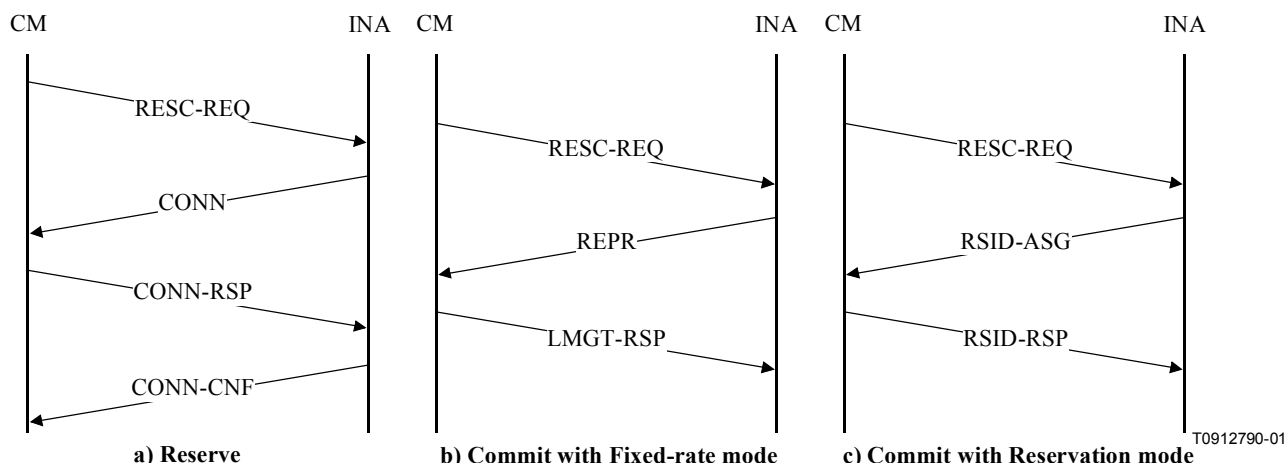 CM INA CM INA CM INA
RESC-REQ
CONN
CONN-RSP
CONN-CNF
RESC-REQ
REPR
LMGT-RSP
RESC-REQ
RSID-ASG
RSID-RSP
T0912790-01
a) Reserve b) Commit with Fixed-rate mode c) Commit with Reservation mode